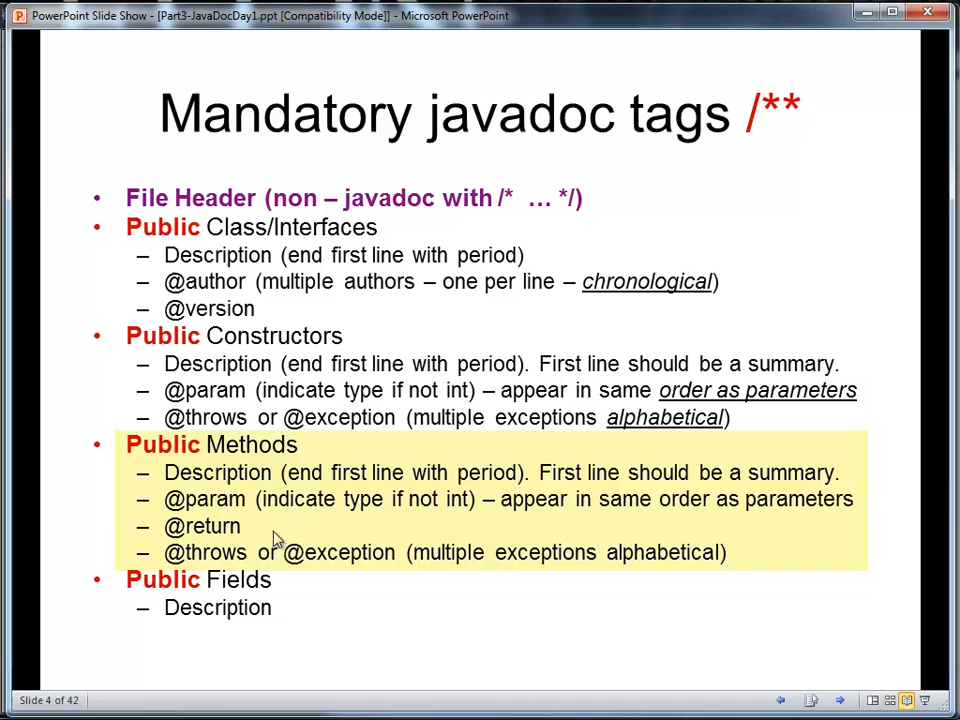 PowerPoint Slide Show - [Part3-JavaDocDay1.ppt [Compatibility Mode]] - Microsoft PowerPoint
Mandatory javadoc tags /**
• File Header (non – javadoc with /* … */)
• Public Class/Interfaces
– Description (end first line with period)
– @author (multiple authors – one per line – chronological)
– @version
• Public Constructors
– Description (end first line with period). First line should be a summary.
– @param (indicate type if not int) – appear in same order as parameters
– @throws or @exception (multiple exceptions alphabetical)
• Public Methods
– Description (end first line with period). First line should be a summary.
– @param (indicate type if not int) – appear in same order as parameters
– @return
– @throws or @exception (multiple exceptions alphabetical)
• Public Fields
– Description
Slide 4 of 42